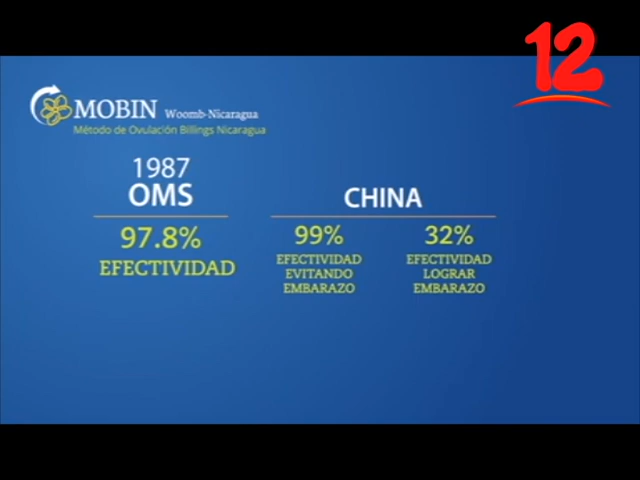 12
MOBIN Woomb-Nicaragua
Método de Ovulación Billings Nicaragua
1987
OMS
97.8%
EFECTIVIDAD
CHINA
99%
EFECTIVIDAD
EVITANDO
EMBARAZO
32%
EFECTIVIDAD
LOGRAR
EMBARAZO